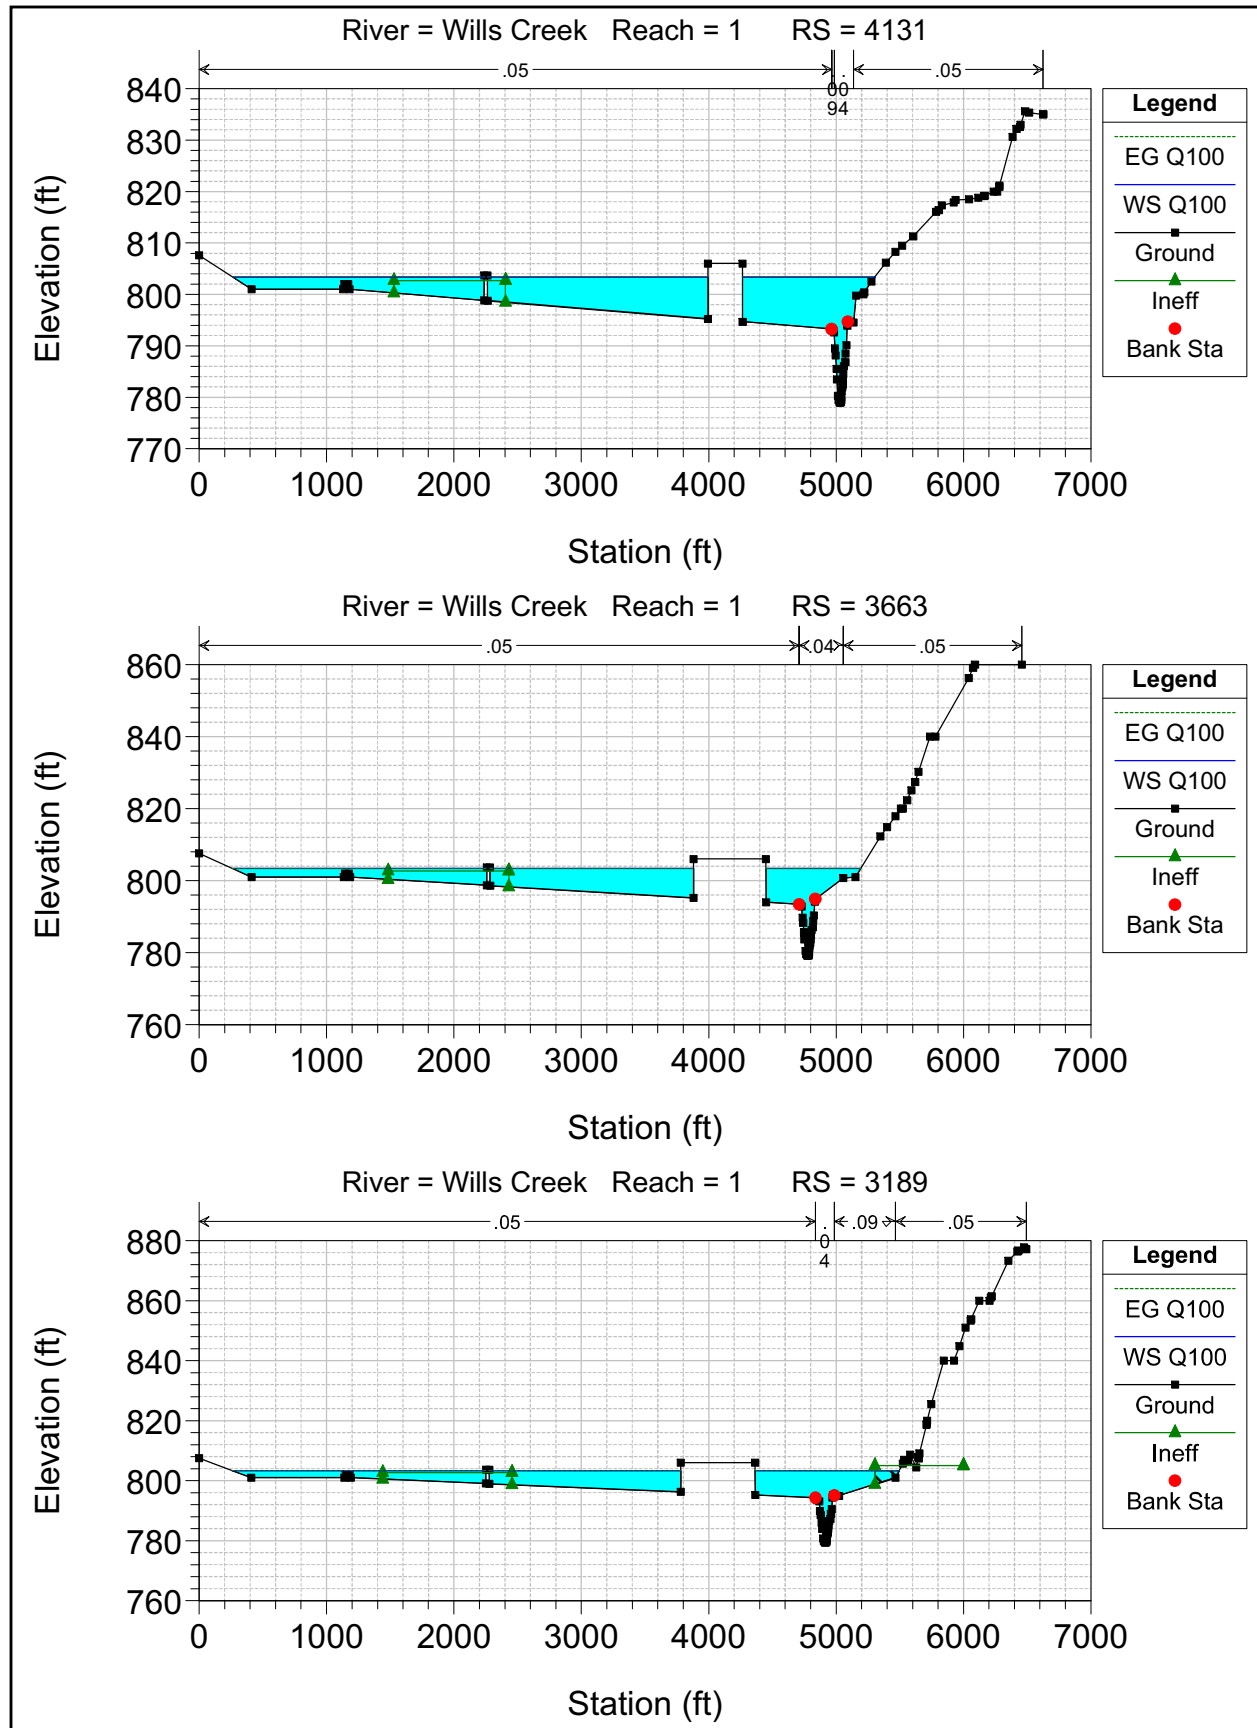 River = Wills Creek   Reach = 1      RS = 4131
.05
.
00
94
.05
Elevation (ft)
840
830
820
810
800
790
780
770
0 1000 2000 3000 4000 5000 6000 7000
Station (ft)
Legend
EG Q100
WS Q100
Ground
Ineff
Bank Sta
River = Wills Creek   Reach = 1      RS = 3663
.05 .04 .05
Elevation (ft)
860
840
820
800
780
760
0 1000 2000 3000 4000 5000 6000 7000
Station (ft)
Legend
EG Q100
WS Q100
Ground
Ineff
Bank Sta
River = Wills Creek   Reach = 1      RS = 3189
.05
.
0
4
.09
.05
Elevation (ft)
880
860
840
820
800
780
760
0 1000 2000 3000 4000 5000 6000 7000
Station (ft)
Legend
EG Q100
WS Q100
Ground
Ineff
Bank Sta